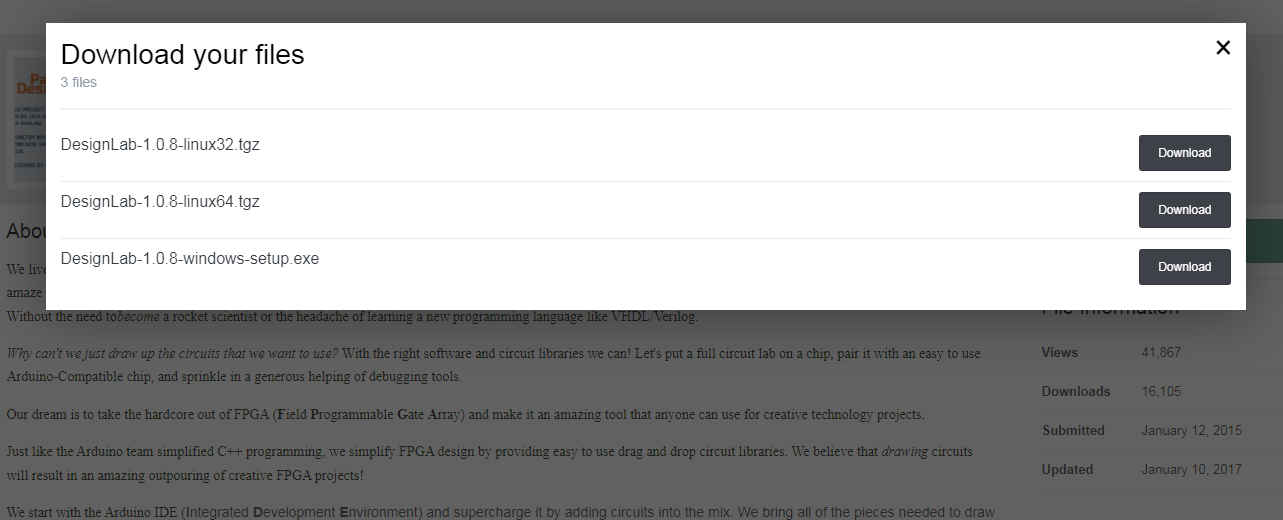 Download your files
3 files
DesignLab-1.0.8-linux32.tgz
Download
DesignLab-1.0.8-linux64.tgz
Download
DesignLab-1.0.8-windows-setup.exe
Download
We live
amaze
Without the need tobecome a rocket scientist or the headache of learning a new programming language like VHDL/Verilog.
Why can't we just draw up the circuits that we want to use? With the right software and circuit libraries we can! Let's put a full circuit lab on a chip, pair it with an easy to use
Arduino-Compatible chip, and sprinkle in a generous helping of debugging tools.
Our dream is to take the hardcore out of FPGA (Field Programmable Gate Array) and make it an amazing tool that anyone can use for creative technology projects.
Just like the Arduino team simplified C++ programming, we simplify FPGA design by providing easy to use drag and drop circuit libraries. We believe that drawing circuits
will result in an amazing outpouring of creative FPGA projects!
We start with the Arduino IDE (Integrated Development Environment) and supercharge it by adding circuits into the mix. We bring all of the pieces needed to draw
File Information
Views 41,867
Downloads 16,105
Submitted January 12, 2015
Updated January 10, 2017